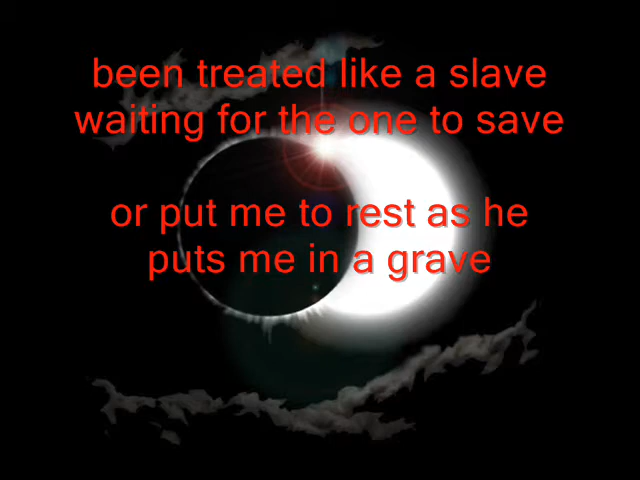 been treated like a slave
waiting for the one to save
or put me to rest as he
puts me in a grave